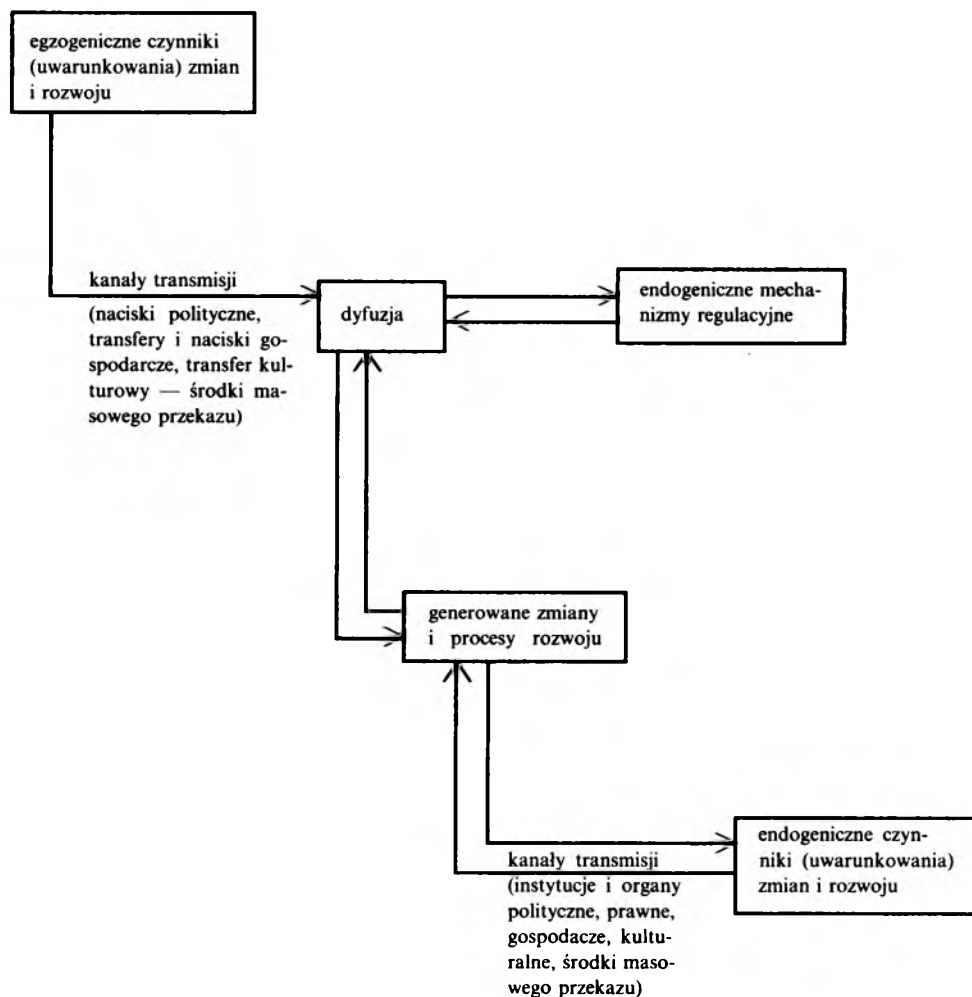 egzogeniczne czynniki
(uwarunkowania) zmian
i rozwoju
kanały transmisji
(naciski polityczne,
transfery i naciski go-
spodarcze, transfer kul-
turowy — środki ma-
sowego przekazu)
dyfuzja
endogeniczne mecha-
nizmy regulacyjne
generowane zmiany
i procesy rozwoju
kanały transmisji
(instytucje i organy
polityczne, prawne,
gospodacze, kultu-
ralne, środki maso-
wego przekazu)
endogeniczne czyn-
niki (uwarunkowania)
zmian i rozwoju